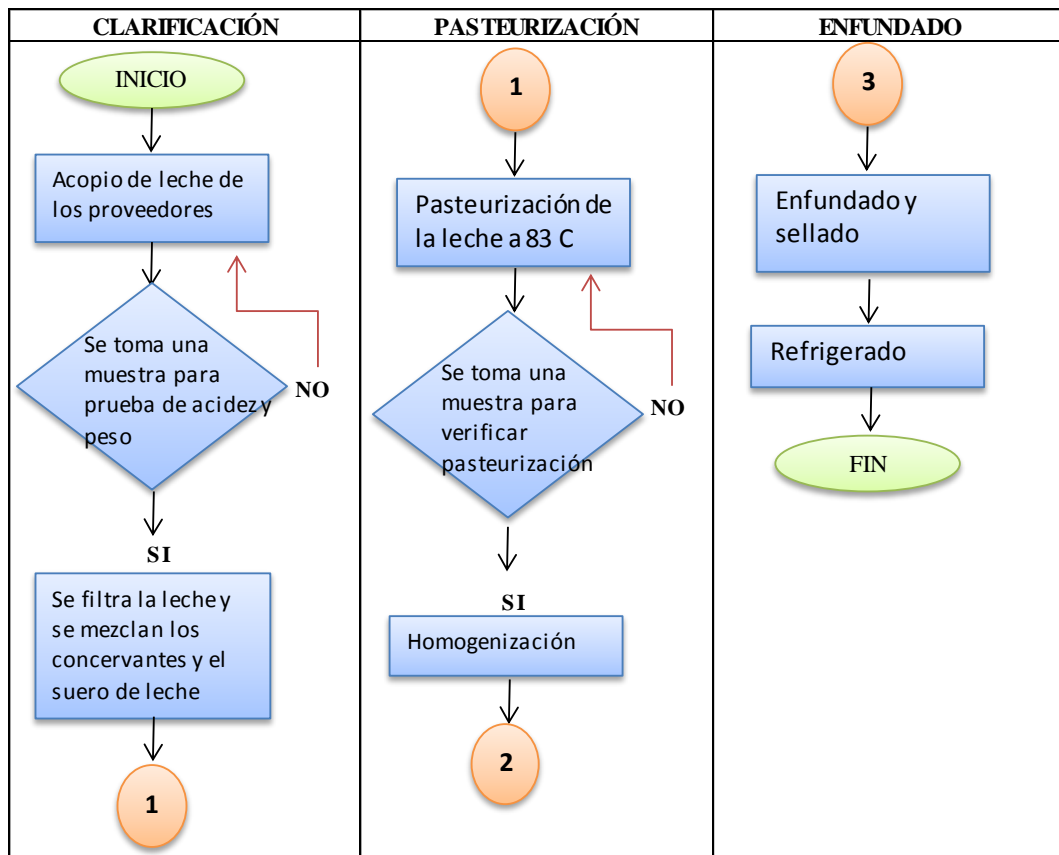 CLARIFICACIÓN
INICIO
Acopio de leche de
los proveedores
Se toma una
muestra para
prueba de acidez y
peso
NO
SI
Se filtra la leche y
se mezclan los
concervantes y el
suero de leche
1
PASTEURIZACIÓN
1
Pasteurización de
la leche a 83 C
Se toma una
muestra para
verificar
pasteurización
NO
SI
Homogenización
2
ENFUNDADO
3
Enfundado y
sellado
Refrigerado
FIN